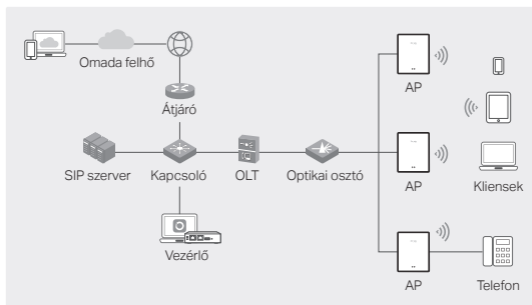 Omada felhő
Átjáró
AP
SIP szerver
Kapcsoló
OLT
Optikai osztó
AP
Kliensek
Vezérlő
AP
Telefon